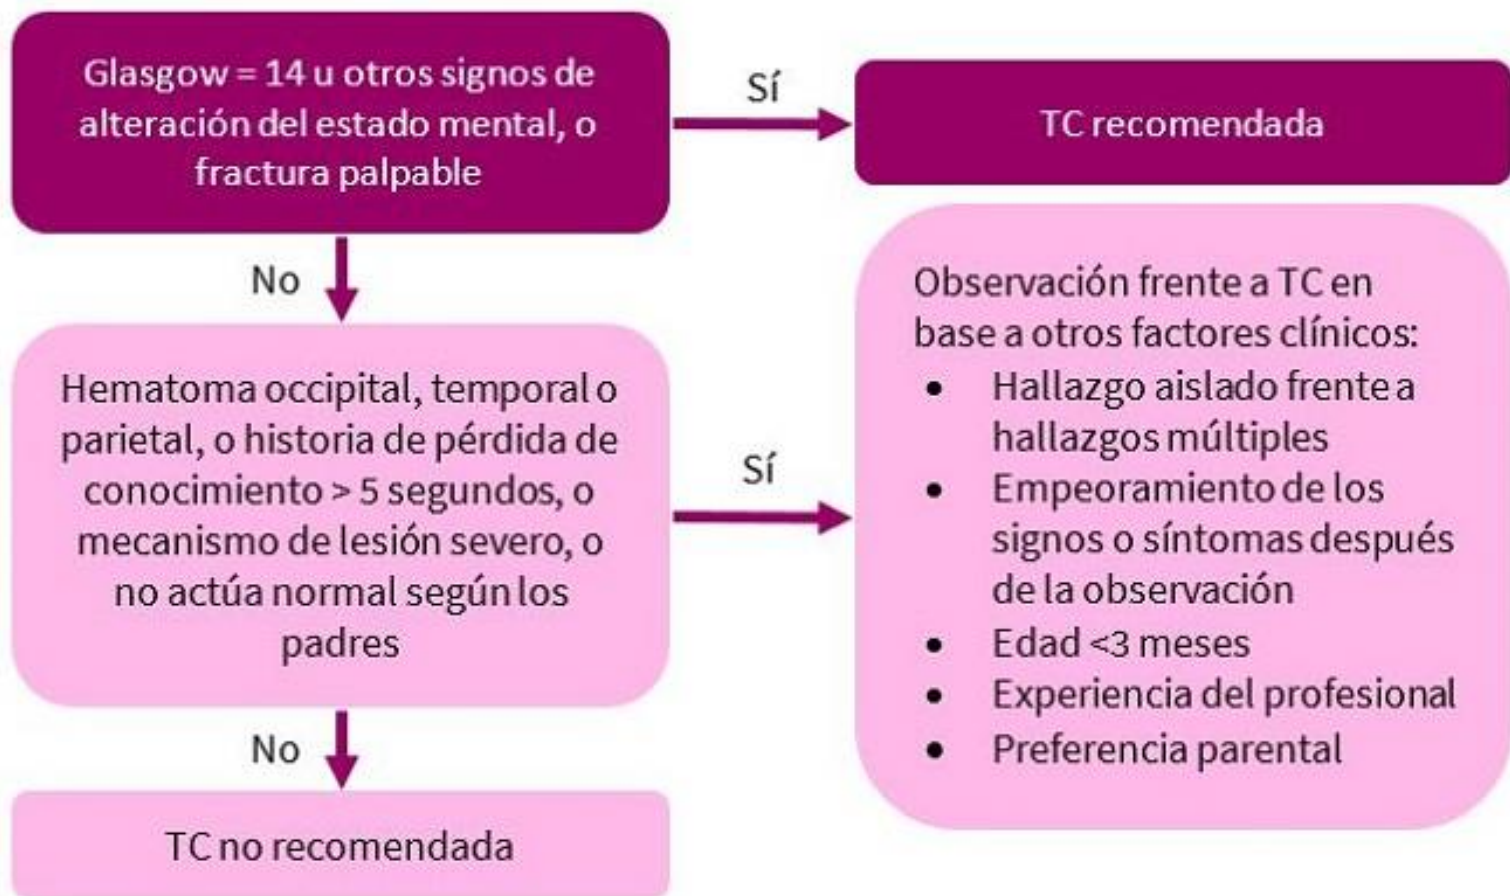 Glasgow = 14 u otros signos de
alteración del estado mental, o
fractura palpable
Sí
TC recomendada
No
Hematoma occipital, temporal o
parietal, o historia de pérdida de
conocimiento > 5 segundos, o
mecanismo de lesión severo, o
no actúa normal según los
padres
Sí
Observación frente a TC en
base a otros factores clínicos:
• Hallazgo aislado frente a
hallazgos múltiples
• Empeoramiento de los
signos o síntomas después
de la observación
• Edad <3 meses
• Experiencia del profesional
• Preferencia parental
No
TC no recomendada